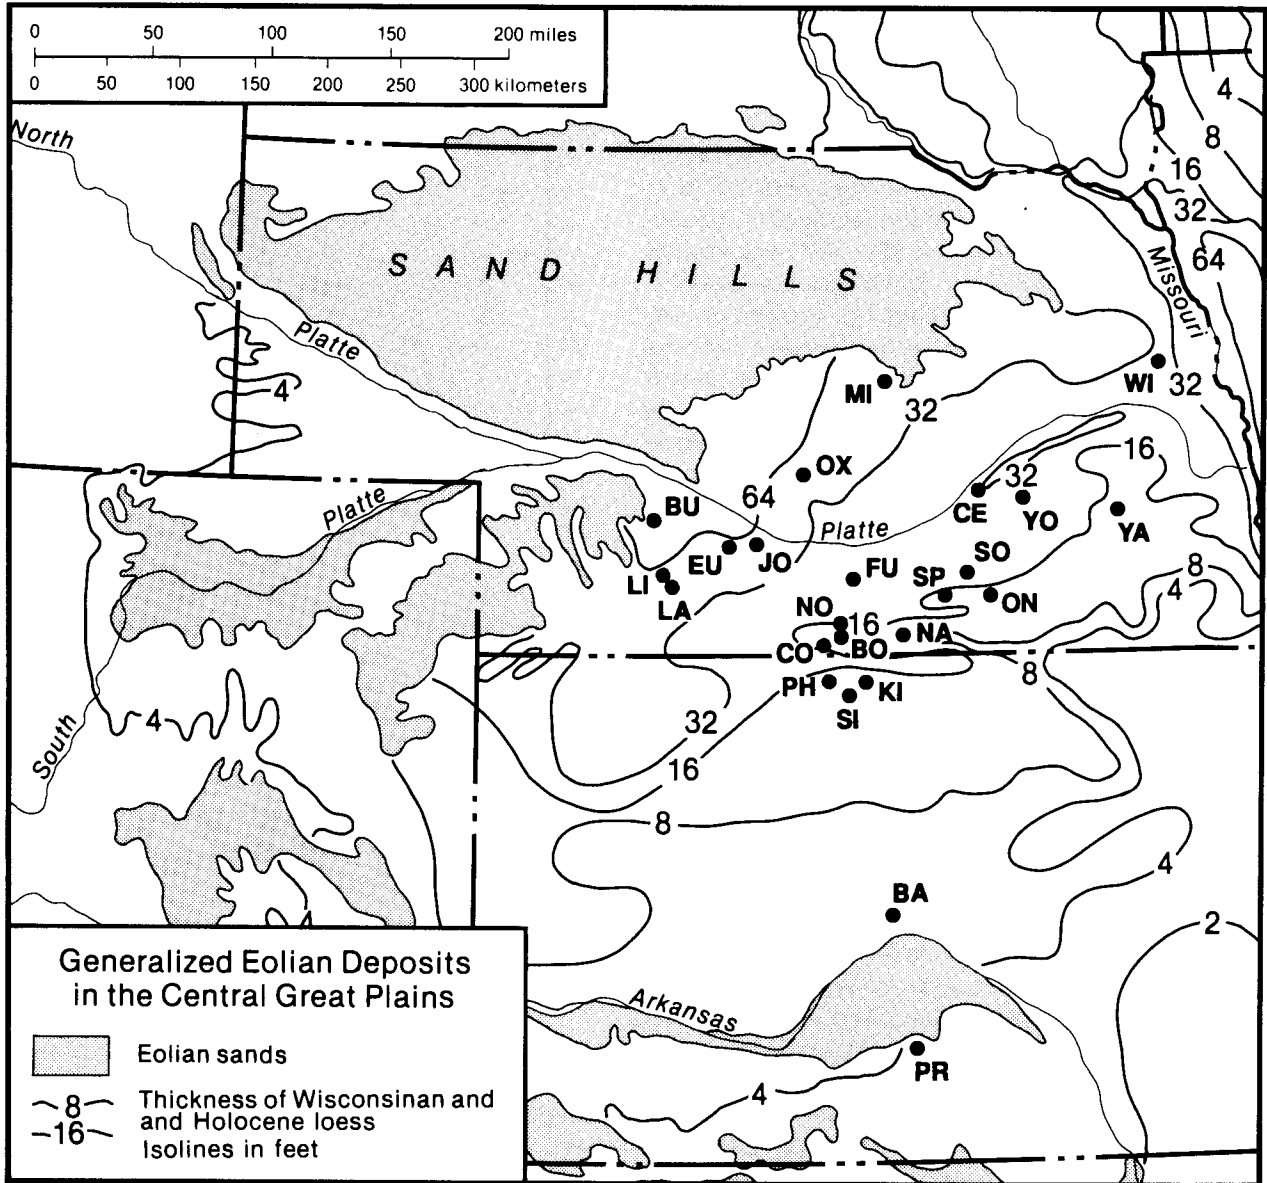 0 50 100 150 200 miles
0 50 100 150 200 250 300 kilometers
North
4
8
16
32
64
SAND HILLS
Missouri
Platte
4
MI
WI
32
32
16
OX
32
64
BU
Platte
Platte
CE
YO
YA
EU
JO
SO
FU
SP
8
LI
4
LA
NO
ON
16
NA
CO
BO
8
PH
KI
SI
32
4
South
16
8
4
BA
2
4
Generalized Eolian Deposits
in the Central Great Plains
Arkansas
Eolian sands
PR
8
Thickness of Wisconsinan and
16
and Holocene loess
Isolines in feet
4